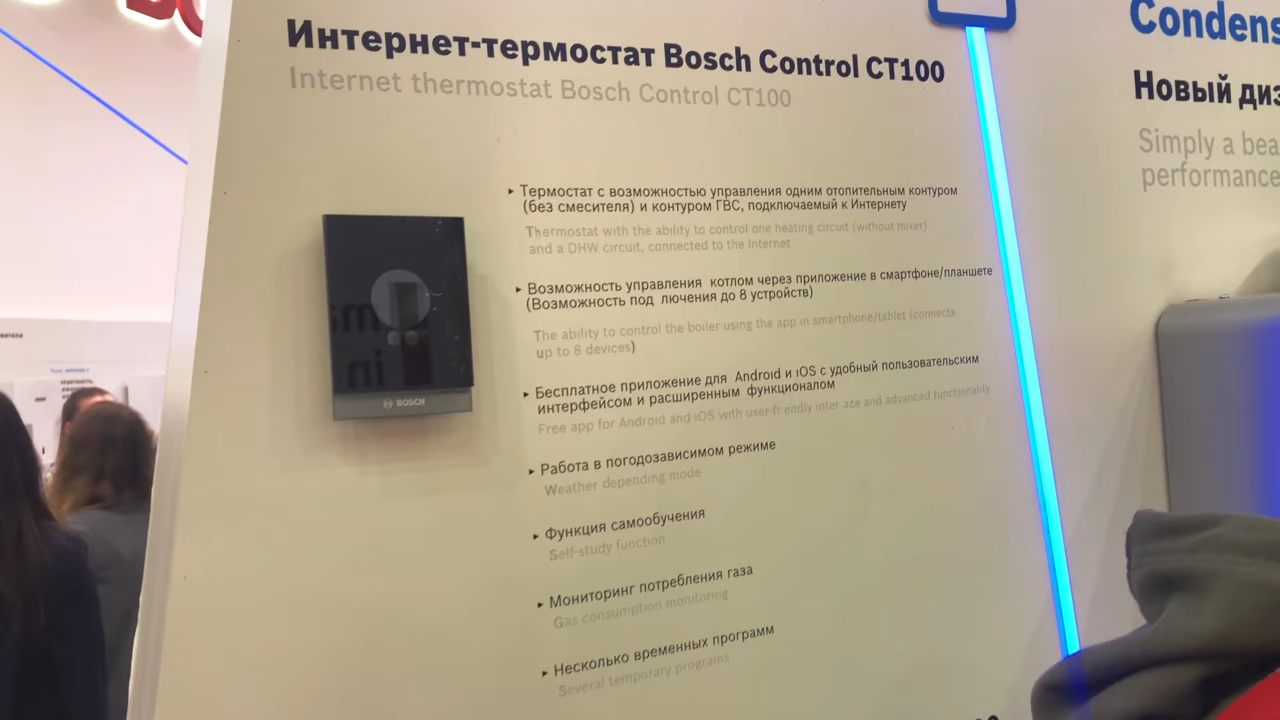 Интернет-термостат Bosch Control CT100
Internet thermostat Bosch Control CT100
BOSCH
Термостат с возможностью управления одним отопительным контуром
(без смесителя) и контуром ГВС, подключаемый к Интернету
Thermostat with the ability to control one heating circuit (without mixer)
and a DHW circuit, connected to the Internet
Возможность управления котлом через приложение в смартфоне/планшете
(Возможность под лючения до 8 устройств)
The ability to control the boiler using the app in smartphone/tablet (connects
up to 8 devices)
Бесплатное приложение для Android и iOS с удобный пользовательским
интерфейсом и расширенным функционалом
Free app for Android and iOS with user-fr endly inter ace and advanced functionality
Работа в погодозависимом режиме
Weather depending mode
Функция самообучения
Self-study function
Мониторинг потребления газа
Gas consumption monitoring
Несколько временных программ
Several temporary programs
Condens
Новый диз
Simply a bea
performance